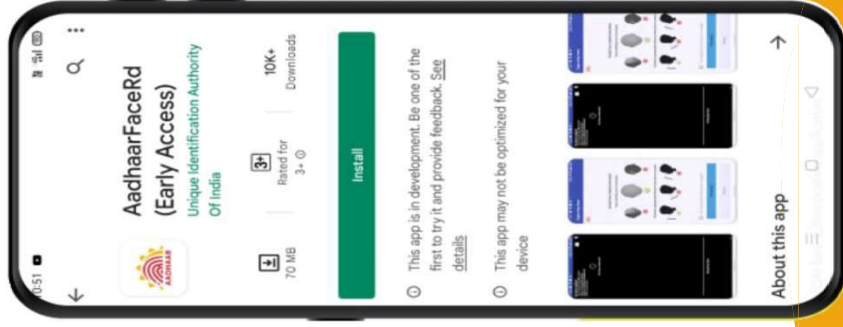 10:51
AadhaarFaceRd
(Early Access)
Unique Identification Authority
Of India
AADHAAR
70 MB
3+
Rated for
3+
10K+
Downloads
Install
This app is in development. Be one of the
first to try it and provide feedback. See
details
This app may not be optimized for your
device
About this app